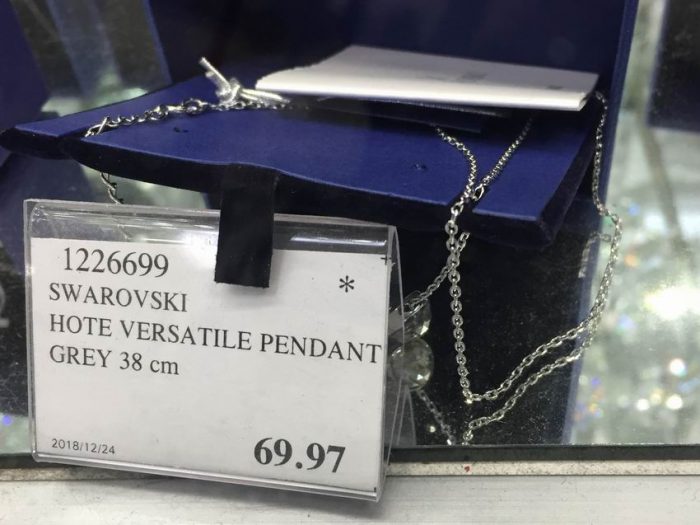 1226699
*
SWAROVSKI
HOTE VERSATILE PENDANT
GREY 38 cm
2018/12/24
69.97